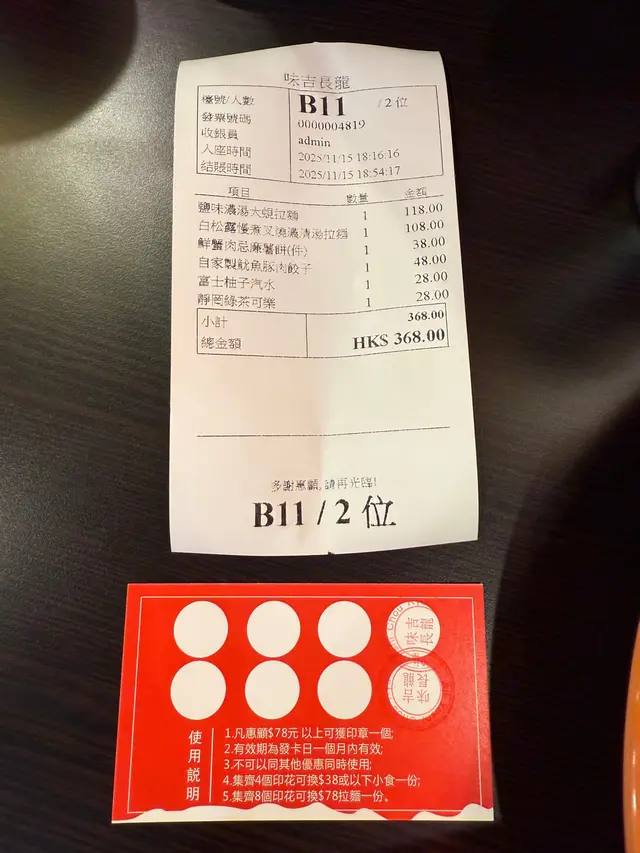 味吉長龍
檯號/人數 B11 / 2 位
發票號碼 0000004819
收銀員 admin
入座時間 2025/11/15 18:16:16
結賬時間 2025/11/15 18:54:17
項目 數量 金額
鹽味濃湯大蜆拉麵 1 118.00
白松露慢煮叉燒濃清湯拉麵 1 108.00
鮮蟹肉忌廉薯餅(件) 1 38.00
自家製魷魚豚肉餃子 1 48.00
富士柚子汽水 1 28.00
靜岡綠茶可樂 1 28.00
小計 368.00
總金額 HK$ 368.00
多謝惠顧,請再光臨!
B11 / 2 位
味吉
長龍
味長
吉龍
使用説明
1.凡惠顧$78元 以上可獲印章一個;
2.有效期為發卡日一個月內有效;
3.不可以同其他優惠同時使用;
4.集齊4個印花可換$38或以下小食一份;
5.集齊8個印花可換$78拉麵一份。